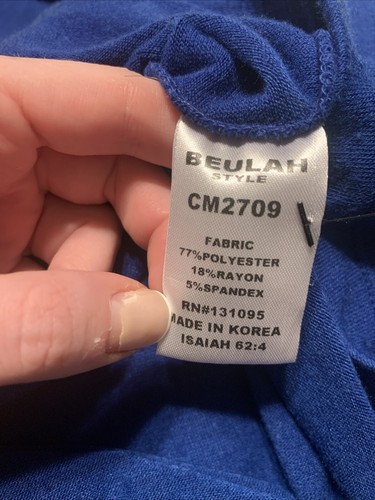 BEULAH
STYLE
CM2709
FABRIC
77%POLYESTER
18%RAYON
5%SPANDEX
RN#131095
MADE IN KOREA
ISAIAH 62:4